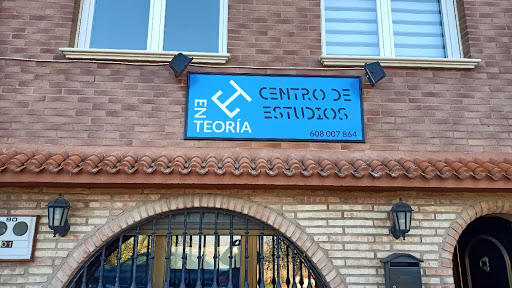 CENTRO DE
ESTUDIOS
EN
TEORÍA
608 007 864